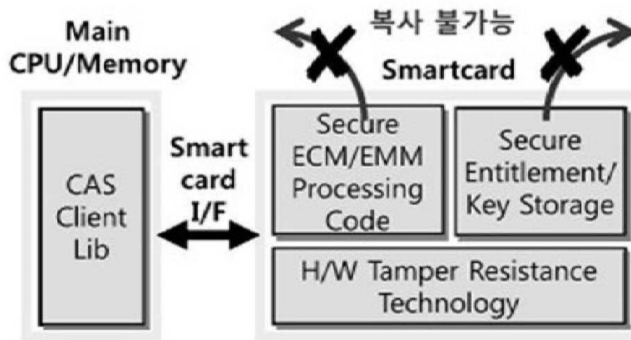 Main
CPU/Memory
복사 불가능
Smartcard
CAS
Client
Lib
Smart
card
I/F
Secure
ECM/EMM
Processing
Code
Secure
Entitlement/
Key Storage
H/W Tamper Resistance
Technology